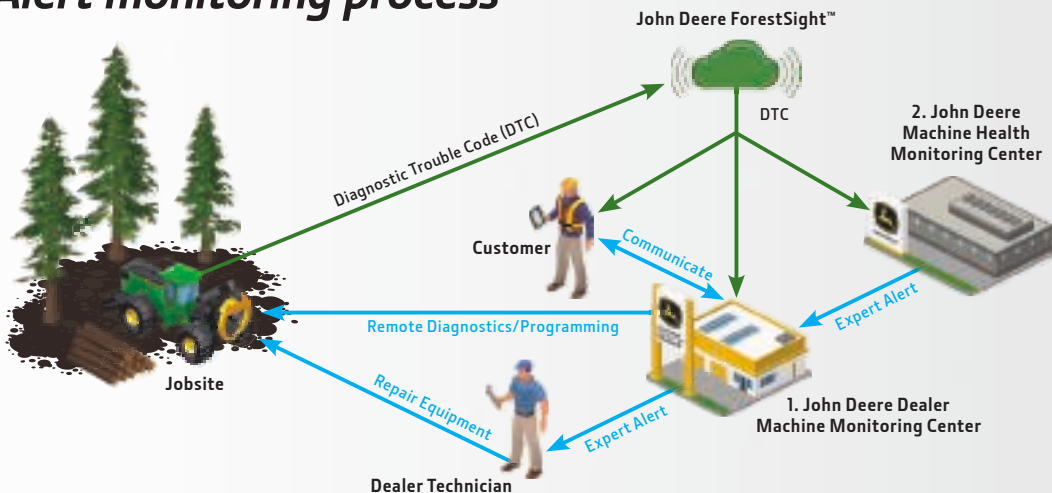 Alert monitoring process
John Deere ForestSight™
DTC
2. John Deere
Machine Health
Monitoring Center
Diagnostic Trouble Code (DTC)
Customer
Communicate
Expert Alert
Remote Diagnostics/Programming
Jobsite
Repair Equipment
Expert Alert
1. John Deere Dealer
Machine Monitoring Center
Dealer Technician